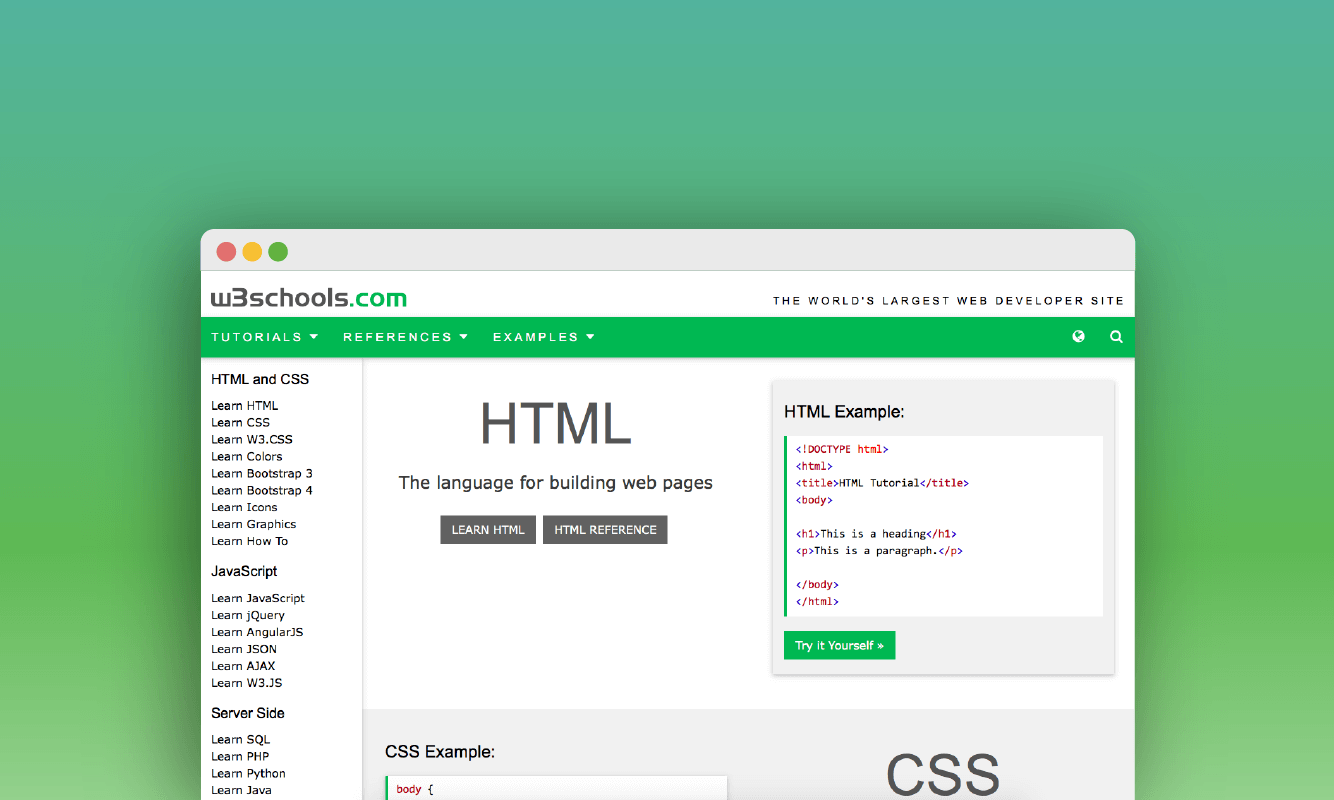 w3schools.com
THE WORLD'S LARGEST WEB DEVELOPER SITE
TUTORIALS
REFERENCES
EXAMPLES
HTML and CSS
Learn HTML
Learn CSS
Learn W3.CSS
Learn Colors
Learn Bootstrap 3
Learn Bootstrap 4
Learn Icons
Learn Graphics
Learn How To
JavaScript
Learn JavaScript
Learn jQuery
Learn AngularJS
Learn JSON
Learn AJAX
Learn W3.JS
Server Side
Learn SQL
Learn PHP
Learn Python
Learn Java
HTML
The language for building web pages
LEARN HTML
HTML REFERENCE
HTML Example:
<!DOCTYPE html>
<html>
<title>HTML Tutorial</title>
<body>
<h1>This is a heading</h1>
<p>This is a paragraph.</p>
</body>
</html>
Try it Yourself »
CSS Example:
body {
CSS